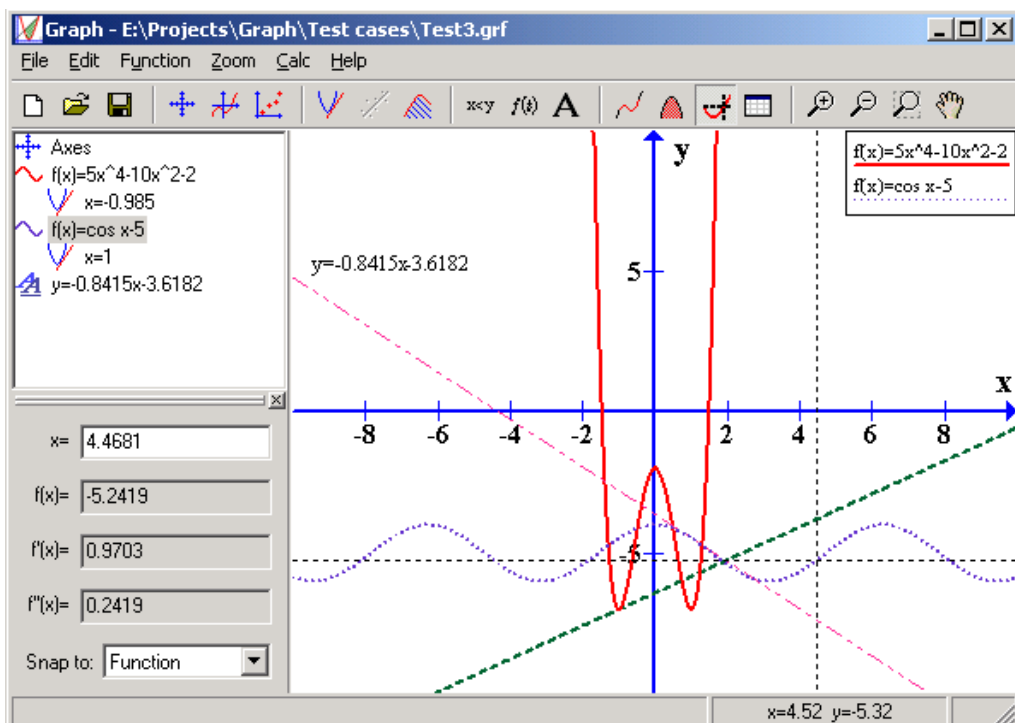 Graph - E:\Projects\Graph\Test cases\Test3.grf
File Edit Function Zoom Calc Help
x<y f(x) A
Axes
f(x)=5x^4-10x^2-2
x=-0.985
f(x)=cos x-5
x=1
y=-0.8415x-3.6182
x= 4.4681
f(x)= -5.2419
f'(x)= 0.9703
f''(x)= 0.2419
Snap to: Function
y
f(x)=5x^4-10x^2-2
f(x)=cos x-5
y=-0.8415x-3.6182
5
x
-8 -6 -4 -2 2 4 6 8
-5
x=4.52 y=-5.32